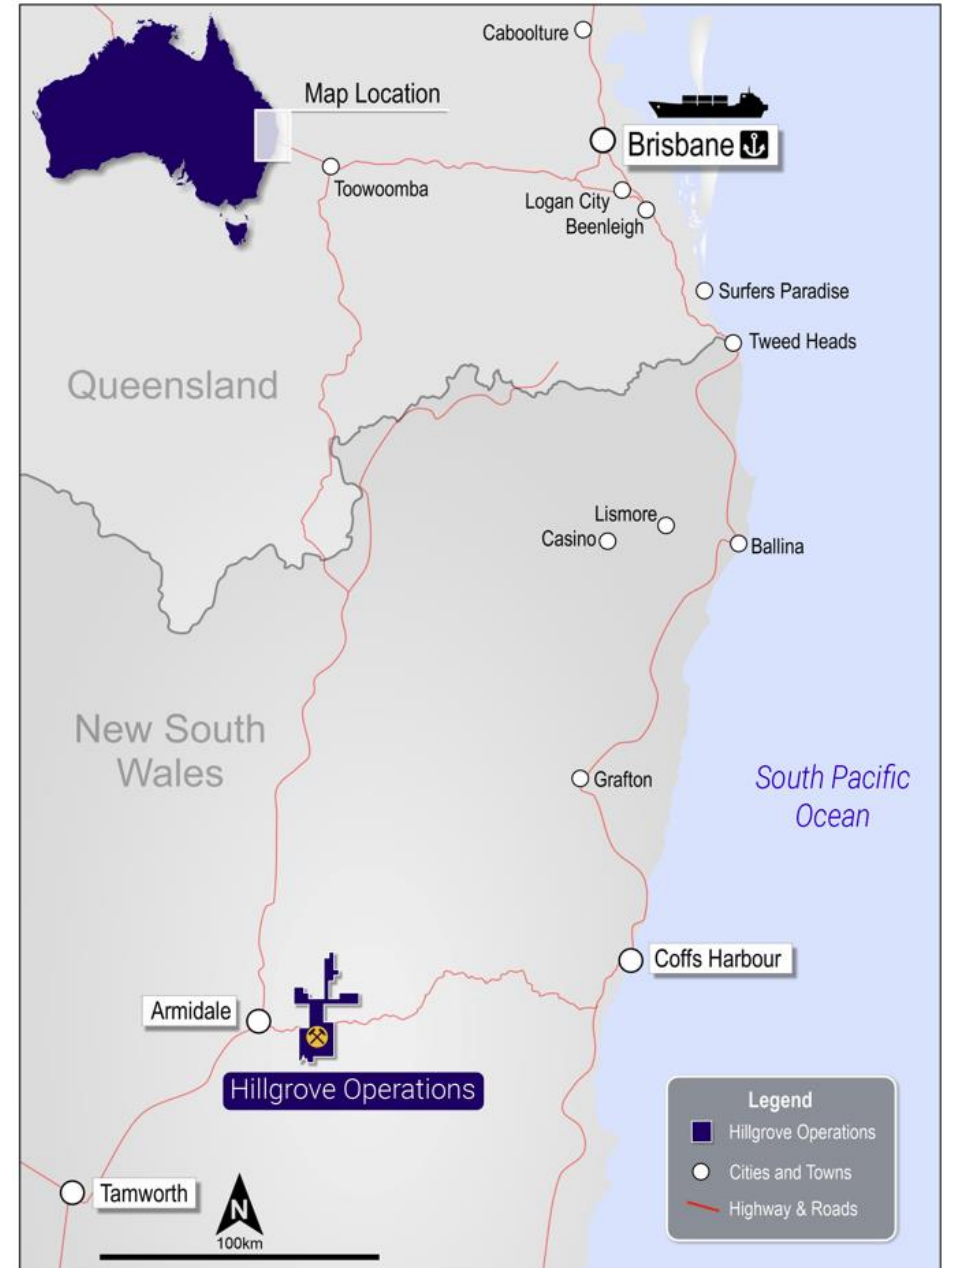 Caboolture
Map Location
Brisbane
Toowoomba
Logan City
Beenleigh
Surfers Paradise
Tweed Heads
Queensland
Lismore
Casino
Ballina
New South
Wales
Grafton
South Pacific
Ocean
Coffs Harbour
Armidale
Hillgrove Operations
Legend
Hillgrove Operations
Cities and Towns
Highway & Roads
Tamworth
N
100km